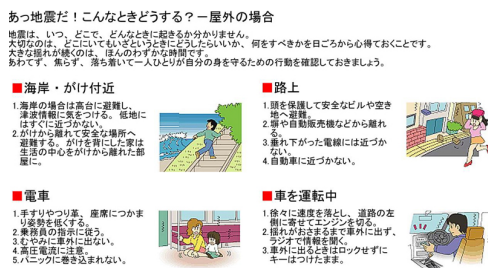 あっ地震だ！こんなときどうする？－屋外の場合
地震は、いつ、どこで、どんなときに起きるか分かりません。
大切なのは、どこにいてもいざというときにどうしたらいいか、何をすべきかを日ごろから心得ておくことです。
大きな揺れが続くのは、ほんのわずかな時間です。
あわてず、焦らず、落ち着いて一人ひとりが自分の身を守るための行動を確認しておきましょう。
■海岸・がけ付近
1.海岸の場合は高台に避難し、
津波情報に気をつける。低地に
はすぐに近づかない。
2.がけから離れて安全な場所へ
避難する。がけを背にした家は
生活の中心をがけから離れた部
屋に。
■路上
1.頭を保護して安全なビルや空き
地へ避難。
2.塀や自動販売機などから離れ
る。
3.垂れ下がった電線には近づか
ない。
4.自動車に近づかない。
■電車
1.手すりやつり革、座席につかま
り姿勢を低くする。
2.乗務員の指示に従う。
3.むやみに車外に出ない。
4.高圧電流に注意。
5.パニックに巻き込まれない。
■車を運転中
1.徐々に速度を落とし、道路の左
側に寄せてエンジンを切る。
2.揺れがおさまるまで車外に出ず、
ラジオで情報を聞く。
3.車外に出るときはロックせずに
キーはつけたまま。